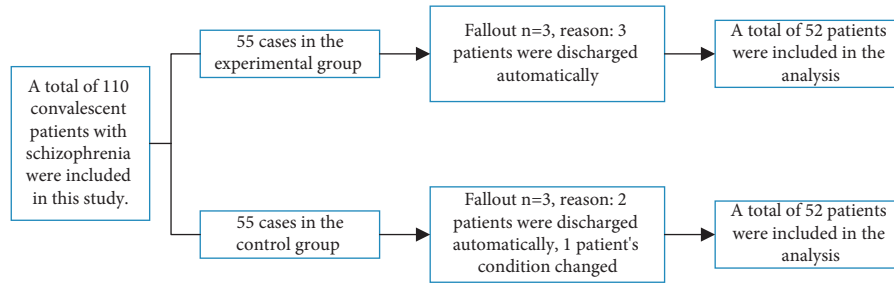 A total of 110
convalescent
patients with
schizophrenia
were included
in this study.
55 cases in the
experimental group
Fallout n=3, reason: 3
patients were discharged
automatically
A total of 52 patients
were included in the
analysis
55 cases in the
control group
Fallout n=3, reason: 2
patients were discharged
automatically, 1 patient's
condition changed
A total of 52 patients
were included in the
analysis